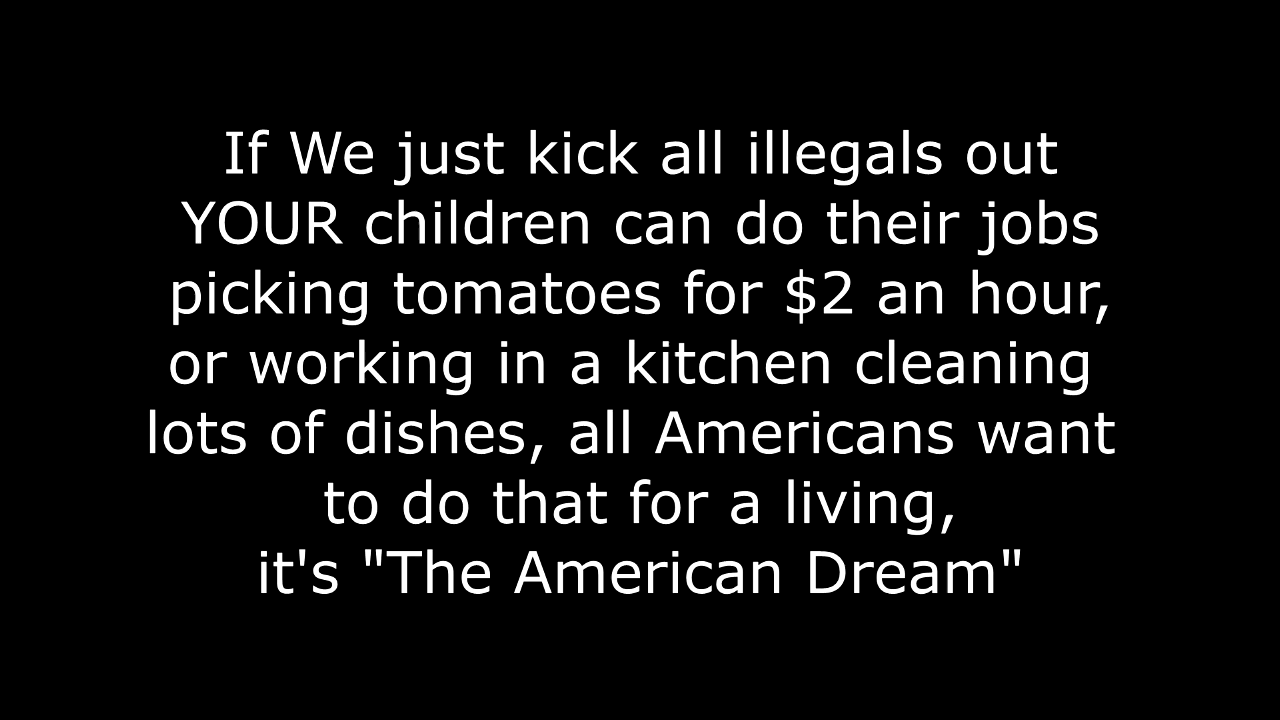 If We just kick all illegals out
YOUR children can do their jobs
picking tomatoes for $2 an hour,
or working in a kitchen cleaning
lots of dishes, all Americans want
to do that for a living,
it's "The American Dream"